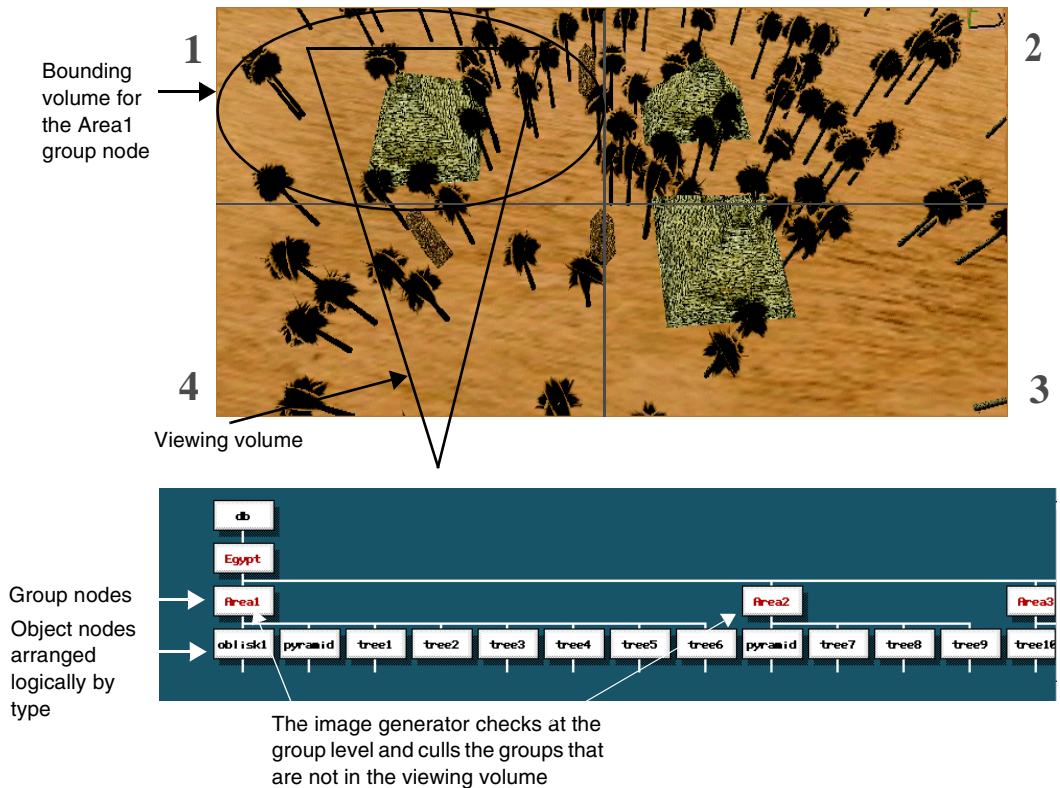 1
2
Bounding
volume for
the Area1
group node
4
3
Viewing volume
db
Egypt
Group nodes
Area1
Area2
Area3
Object nodes
arranged
logically by
type
oblisk1
pyramid
tree1
tree2
tree3
tree4
tree5
tree6
pyramid
tree7
tree8
tree9
tree10
The image generator checks at the
group level and culls the groups that
are not in the viewing volume